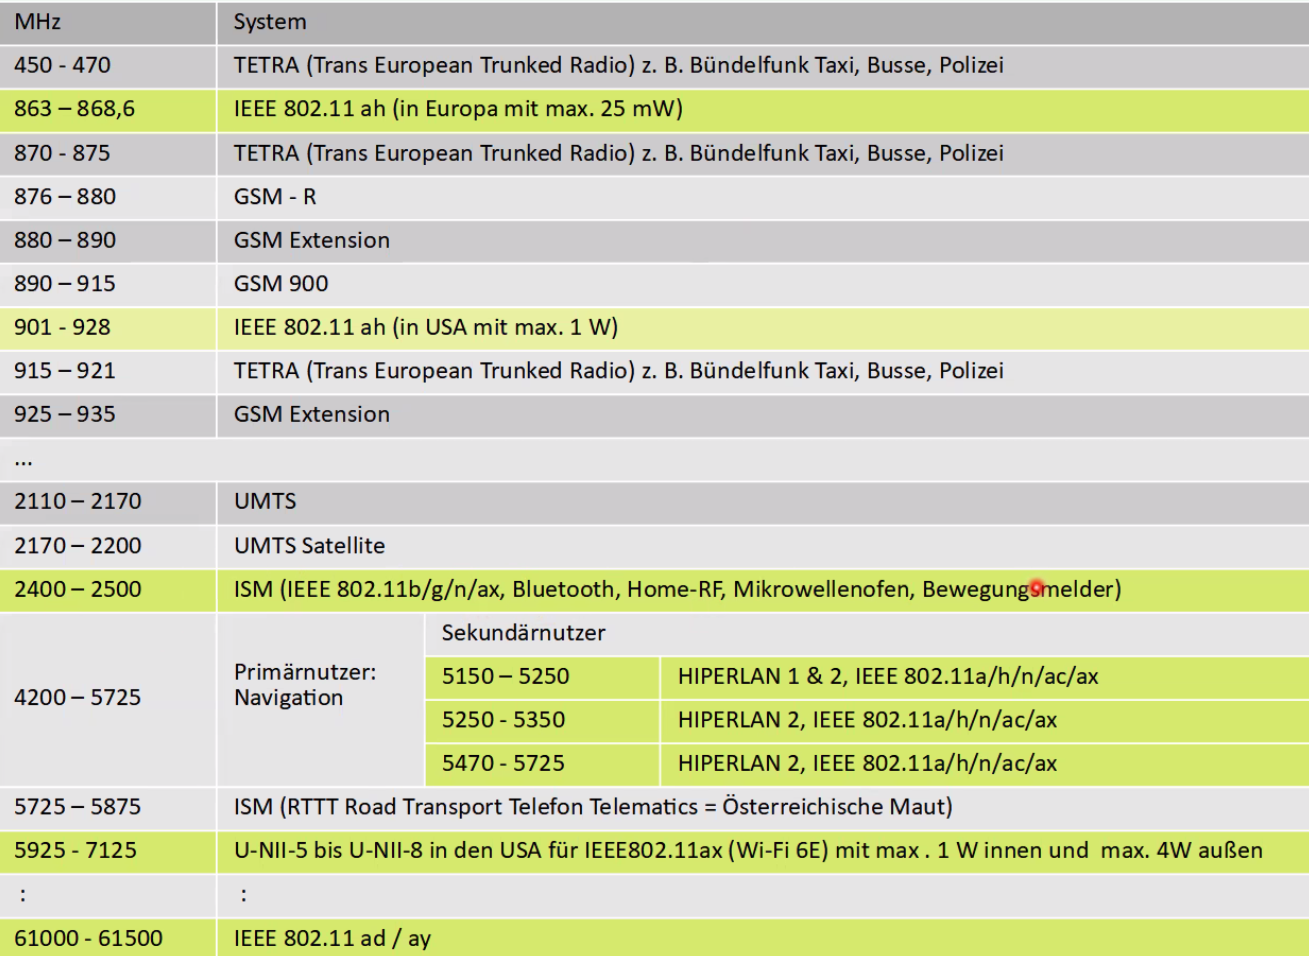 MHz System
450 - 470 TETRA (Trans European Trunked Radio) z. B. Bündelfunk Taxi, Busse, Polizei
863 – 868,6 IEEE 802.11 ah (in Europa mit max. 25 mW)
870 - 875 TETRA (Trans European Trunked Radio) z. B. Bündelfunk Taxi, Busse, Polizei
876 – 880 GSM - R
880 – 890 GSM Extension
890 – 915 GSM 900
901 - 928 IEEE 802.11 ah (in USA mit max. 1 W)
915 – 921 TETRA (Trans European Trunked Radio) z. B. Bündelfunk Taxi, Busse, Polizei
925 – 935 GSM Extension
...
2110 – 2170 UMTS
2170 – 2200 UMTS Satellite
2400 – 2500 ISM (IEEE 802.11b/g/n/ax, Bluetooth, Home-RF, Mikrowellenofen, Bewegungsmelder)
4200 – 5725
Primärnutzer:
Navigation
Sekundärnutzer
5150 – 5250 HIPERLAN 1 & 2, IEEE 802.11a/h/n/ac/ax
5250 - 5350 HIPERLAN 2, IEEE 802.11a/h/n/ac/ax
5470 - 5725 HIPERLAN 2, IEEE 802.11a/h/n/ac/ax
5725 – 5875 ISM (RTTT Road Transport Telefon Telematics = Österreichische Maut)
5925 - 7125 U-NII-5 bis U-NII-8 in den USA für IEEE802.11ax (Wi-Fi 6E) mit max . 1 W innen und max. 4W außen
: :
61000 - 61500 IEEE 802.11 ad / ay